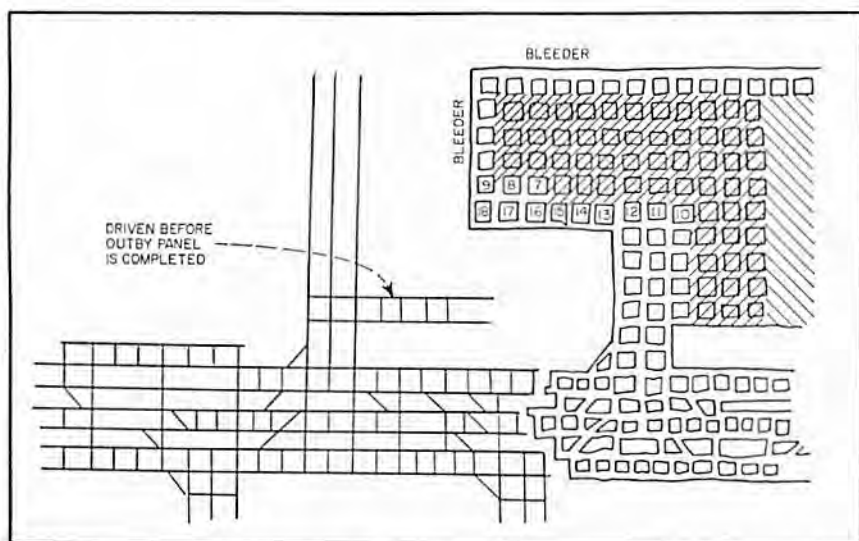 BLEEDER
BLEEDER
DRIVEN BEFORE
OUTBY PANEL
IS COMPLETED
9 8 7
18 17 16 15 14 13 12 11 10